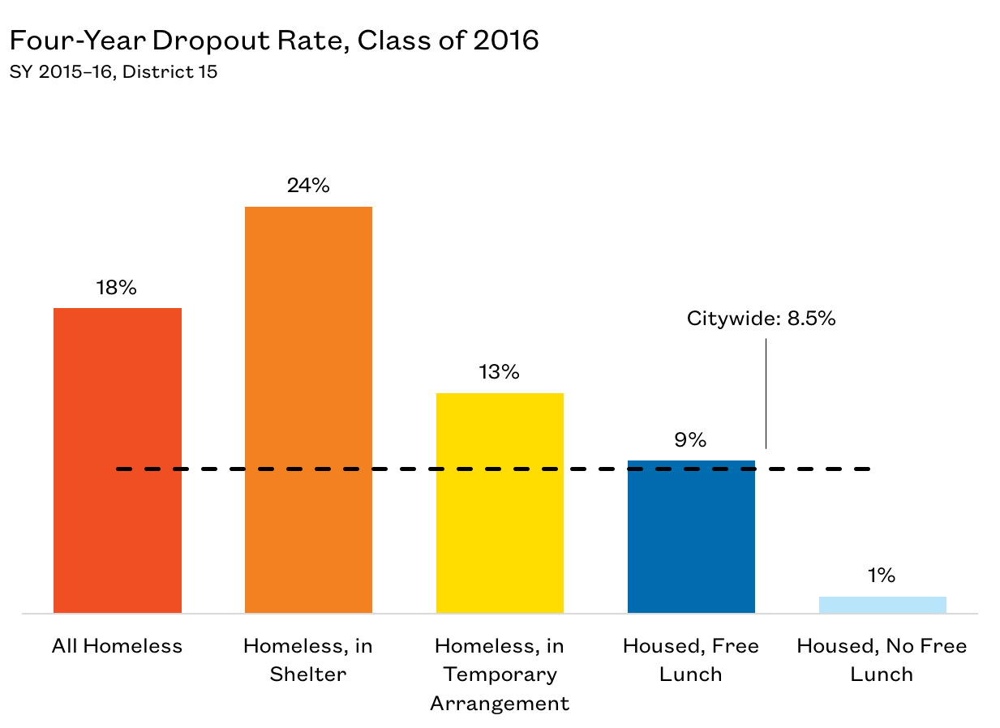 Four-Year Dropout Rate, Class of 2016
SY 2015–16, District 15
24%
18%
Citywide: 8.5%
13%
9%
1%
All Homeless
Homeless, in
Shelter
Homeless, in
Temporary
Arrangement
Housed, Free
Lunch
Housed, No Free
Lunch